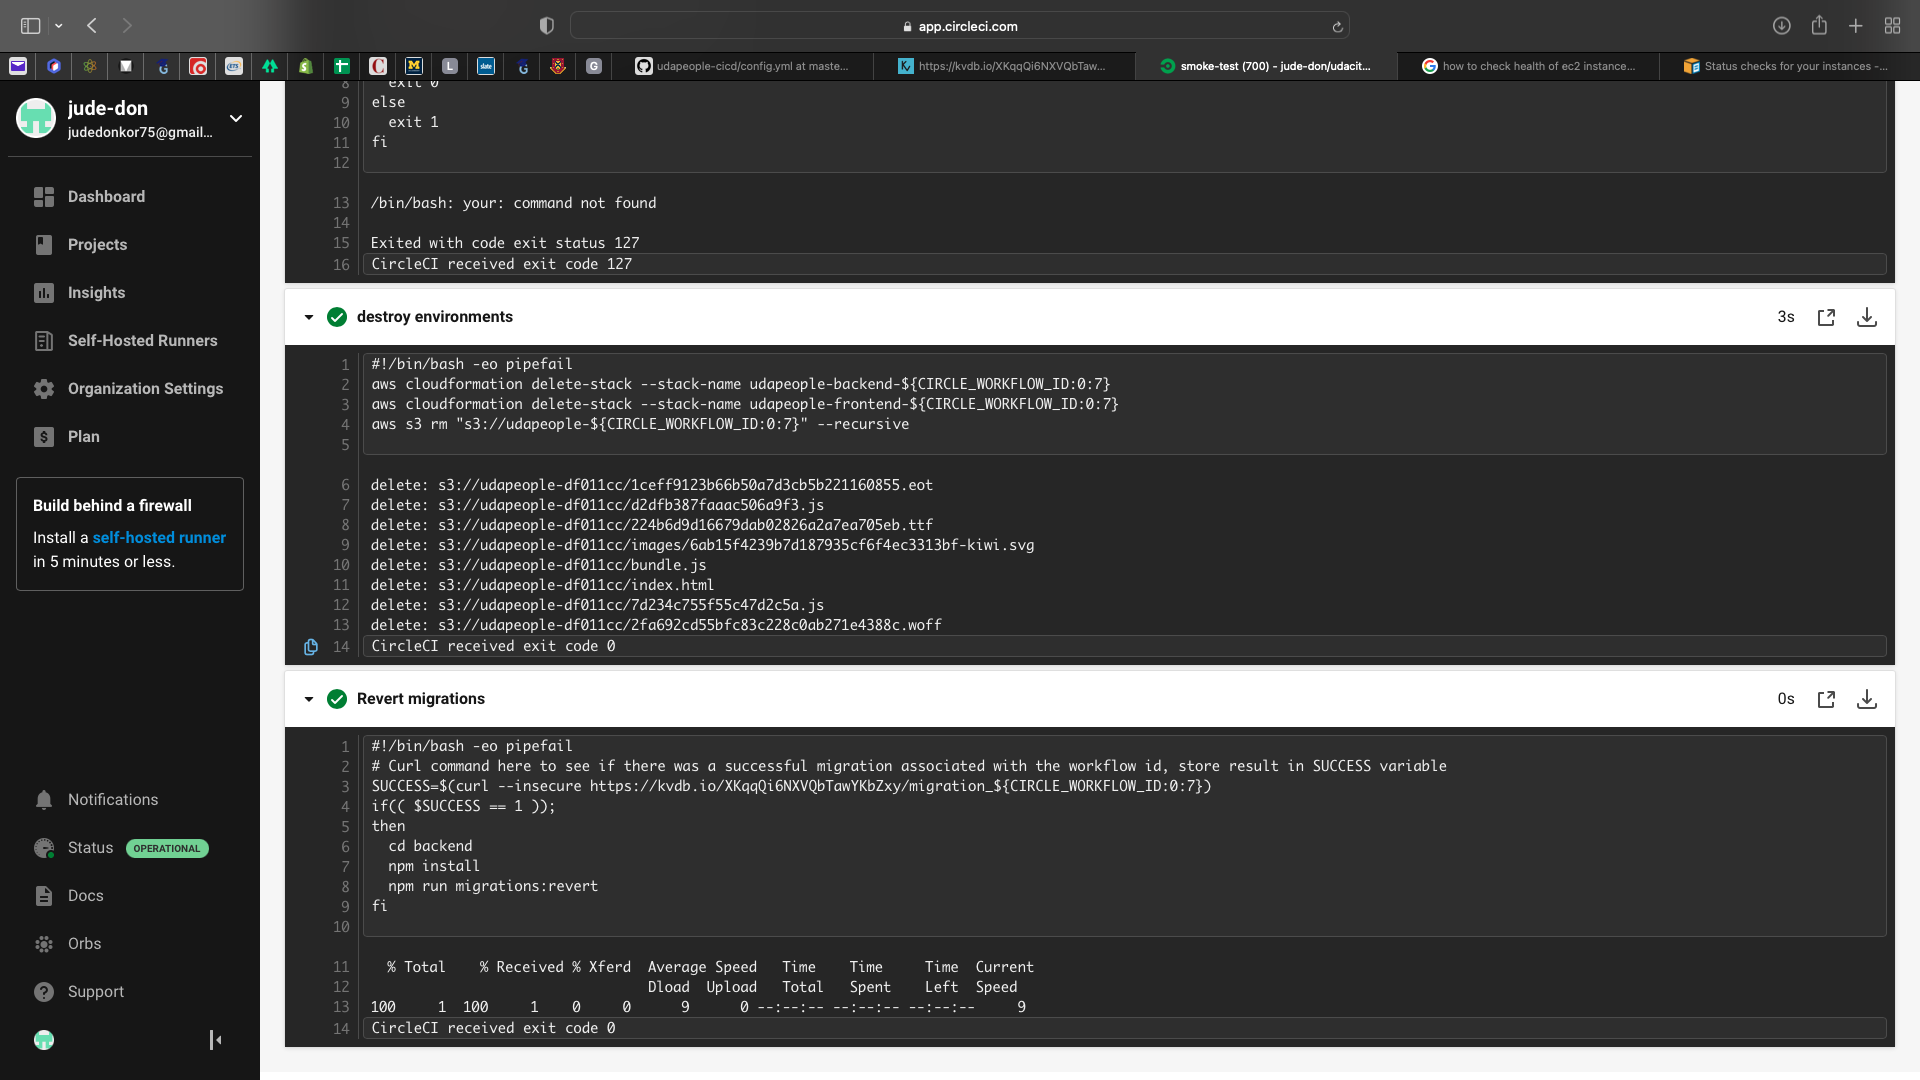 app.circleci.com
udapeople-cicd/config.yml at maste...
https://kvdb.io/XKqqQi6NXVQbTaw...
smoke-test (700) - jude-don/udacit...
how to check health of ec2 instance...
Status checks for your instances -...
jude-don
judedonkor75@gmail...
Dashboard
Projects
Insights
Self-Hosted Runners
Organization Settings
Plan
Build behind a firewall
Install a self-hosted runner
in 5 minutes or less.
Notifications
Status OPERATIONAL
Docs
Orbs
Support
8 exit 0
9 else
10 exit 1
11 fi
12
13 /bin/bash: your: command not found
14
15 Exited with code exit status 127
16 CircleCI received exit code 127
destroy environments 3s
1 #!/bin/bash -eo pipefail
2 aws cloudformation delete-stack --stack-name udapeople-backend-${CIRCLE_WORKFLOW_ID:0:7}
3 aws cloudformation delete-stack --stack-name udapeople-frontend-${CIRCLE_WORKFLOW_ID:0:7}
4 aws s3 rm "s3://udapeople-${CIRCLE_WORKFLOW_ID:0:7}" --recursive
5
6 delete: s3://udapeople-df011cc/1ceff9123b66b50a7d3cb5b221160855.eot
7 delete: s3://udapeople-df011cc/d2dfb387faaac506a9f3.js
8 delete: s3://udapeople-df011cc/224b6d9d16679dab02826a2a7ea705eb.ttf
9 delete: s3://udapeople-df011cc/images/6ab15f4239b7d187935cf6f4ec3313bf-kiwi.svg
10 delete: s3://udapeople-df011cc/bundle.js
11 delete: s3://udapeople-df011cc/index.html
12 delete: s3://udapeople-df011cc/7d234c755f55c47d2c5a.js
13 delete: s3://udapeople-df011cc/2fa692cd55bfc83c228c0ab271e4388c.woff
14 CircleCI received exit code 0
Revert migrations 0s
1 #!/bin/bash -eo pipefail
2 # Curl command here to see if there was a successful migration associated with the workflow id, store result in SUCCESS variable
3 SUCCESS=$(curl --insecure https://kvdb.io/XKqqQi6NXVQbTawYKbZxy/migration_${CIRCLE_WORKFLOW_ID:0:7})
4 if(( $SUCCESS == 1 ));
5 then
6 cd backend
7 npm install
8 npm run migrations:revert
9 fi
10
11 % Total % Received % Xferd Average Speed Time Time Time Current
12 Dload Upload Total Spent Left Speed
13 100 1 100 1 0 0 9 0 --:--:-- --:--:-- --:--:-- 9
14 CircleCI received exit code 0